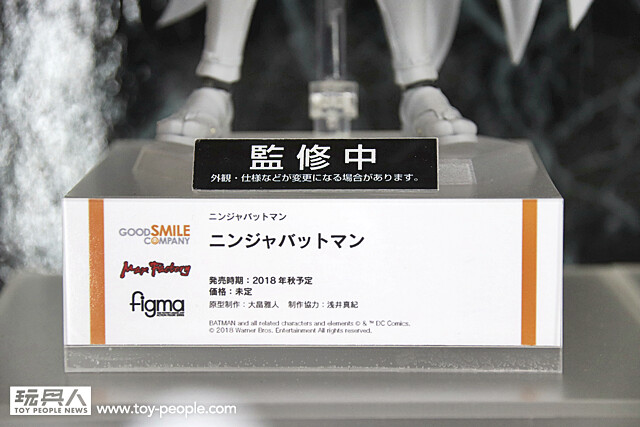 監修中
外観・仕様などが変更になる場合があります。
GOOD SMILE
COMPANY
ニンジャバットマン
ニンジャバットマン
Max Factory
発売時期：2018 年秋予定
価格：未定
figma
原型制作：大畠雅人　制作協力：浅井真紀
BATMAN and all related characters and elements © & ™ DC Comics.
© 2018 Warner Bros. Entertainment All rights reserved.
玩具人
TOY PEOPLE NEWS
www.toy-people.com